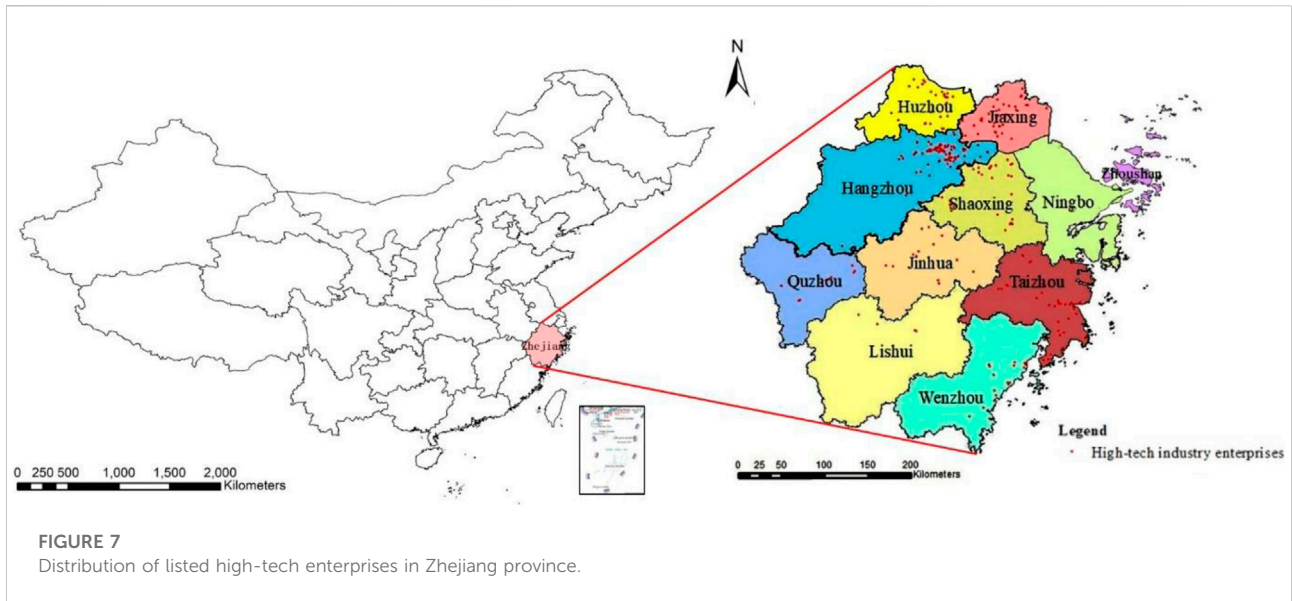 N
Huzhou
Jiaxing
Hangzhou
Zhoushan
Shaoxing
Ningbo
Quzhou
Jinhua
Taizhou
Lishui
Wenzhou
Zhejiang
Legend
High-tech industry enterprises
0 250 500 1,000 1,500 2,000
Kilometers
0 25 50 100 150 200
Kilometers
FIGURE 7
Distribution of listed high-tech enterprises in Zhejiang province.